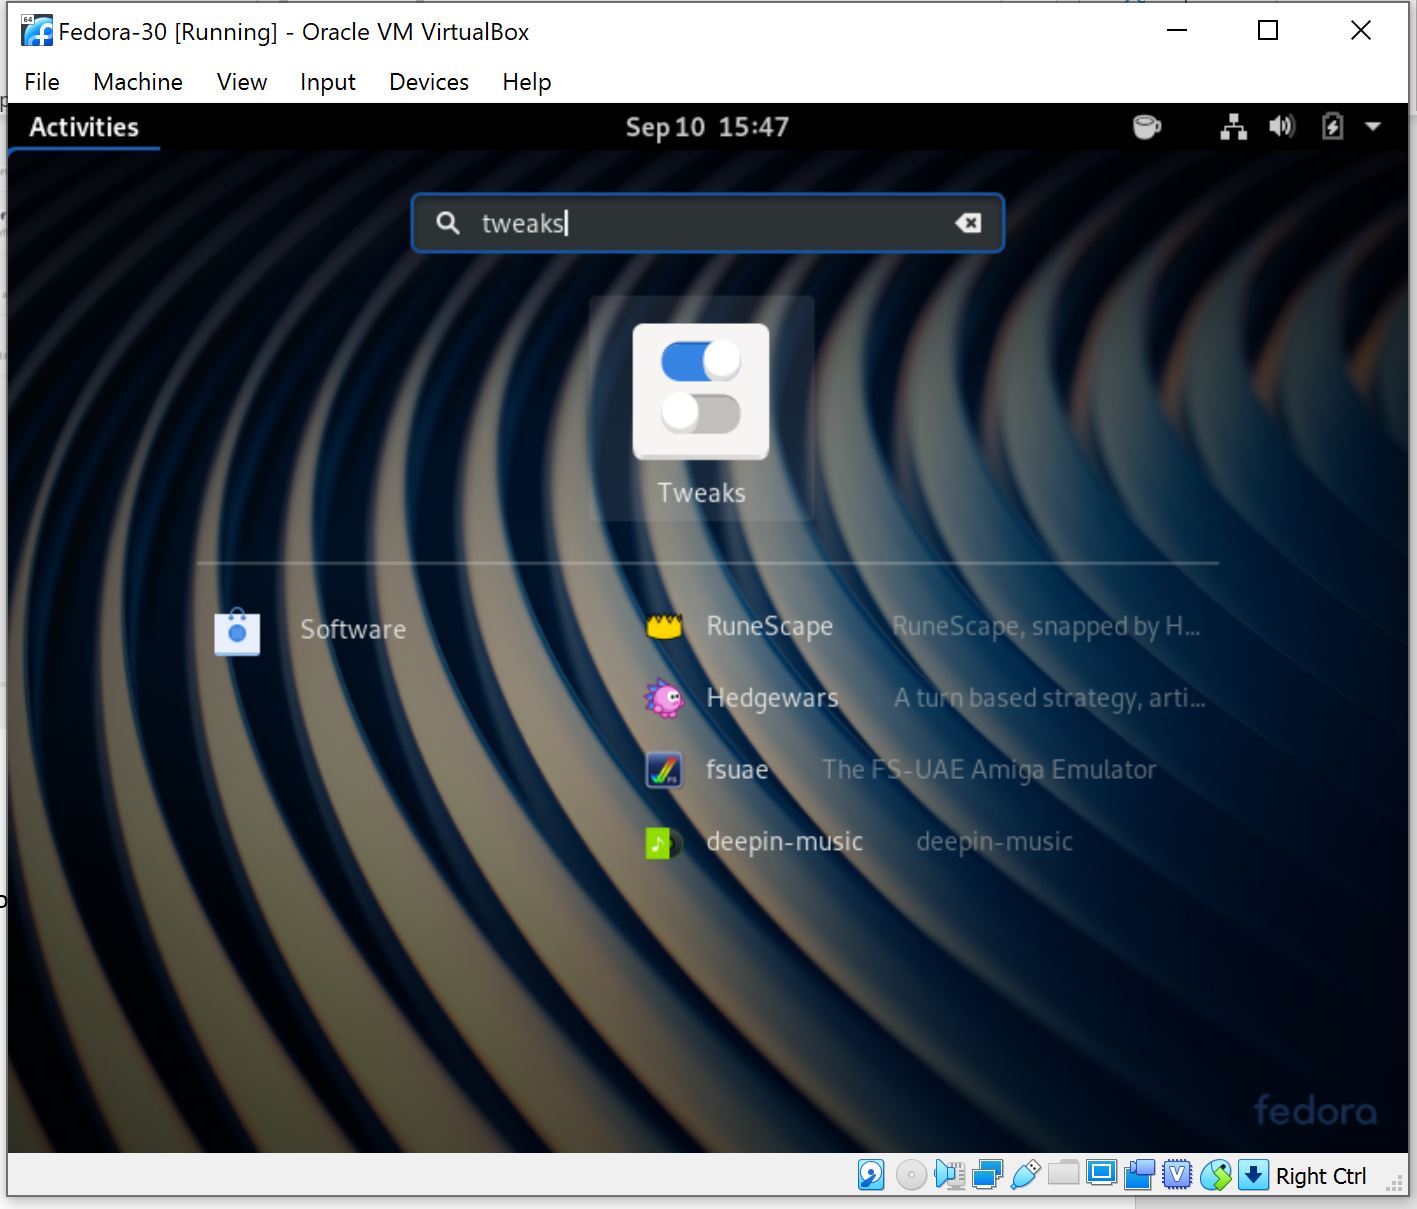 Fedora-30 [Running] - Oracle VM VirtualBox
File Machine View Input Devices Help
Activities Sep 10 15:47
tweaks
Tweaks
Software
RuneScape RuneScape, snapped by H...
Hedgewars A turn based strategy, arti...
fsuae The FS-UAE Amiga Emulator
deepin-music deepin-music
fedora
Right Ctrl